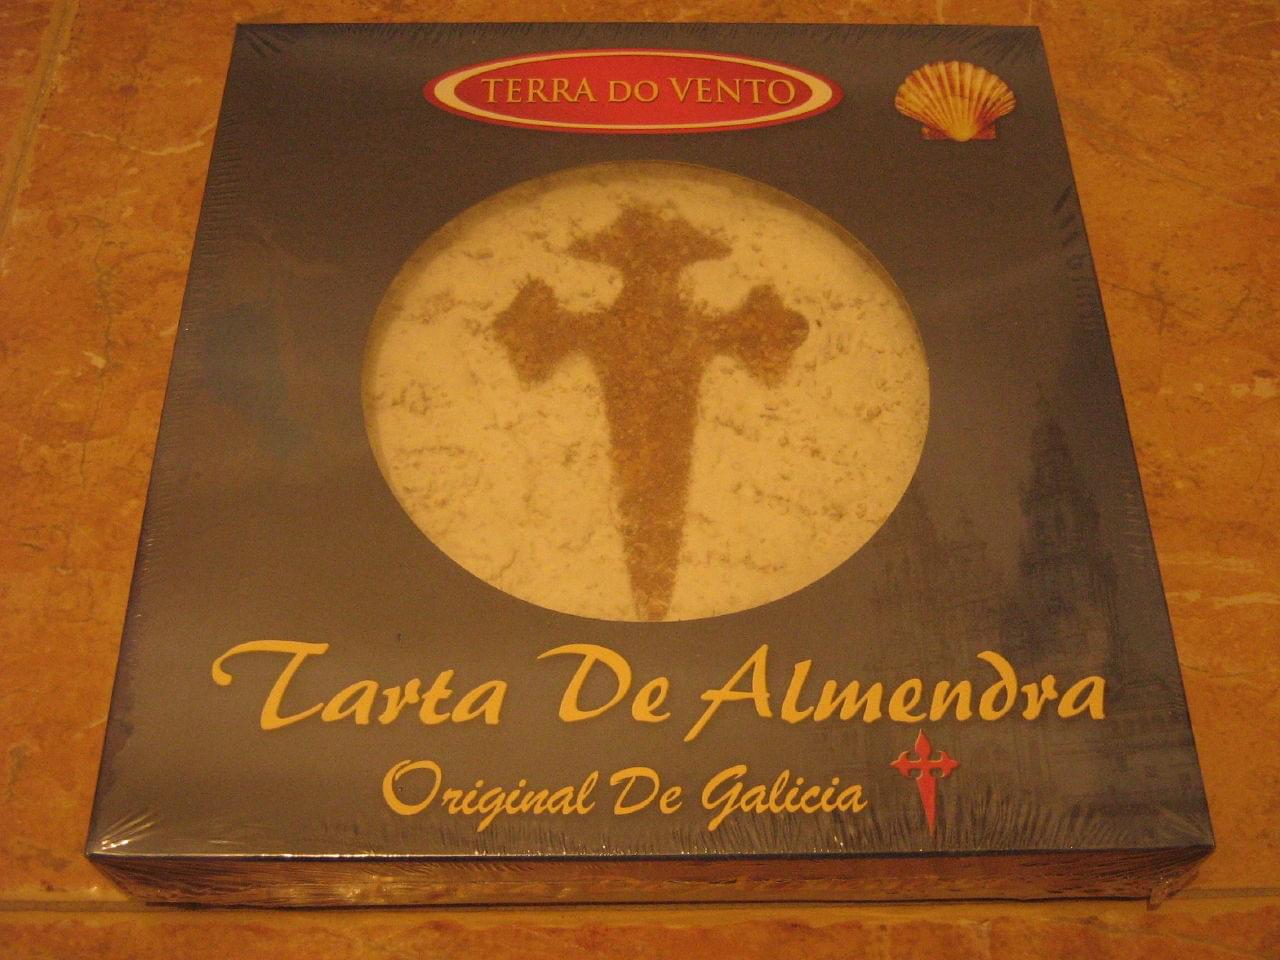 TERRA DO VENTO
Tarta De Almendra
Original De Galicia